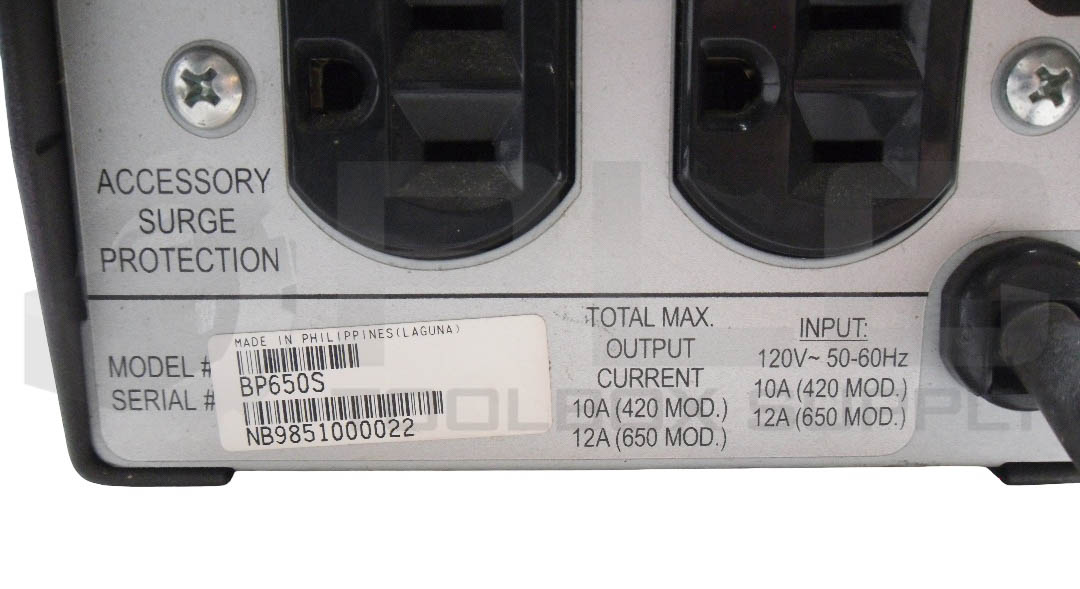 ACCESSORY
SURGE
PROTECTION
MODEL #
SERIAL #
MADE IN PHILIPPINES(LAGUNA)
BP650S
NB9851000022
TOTAL MAX.
OUTPUT
CURRENT
10A (420 MOD.)
12A (650 MOD.)
INPUT:
120V~ 50-60Hz
10A (420 MOD.)
12A (650 MOD.)